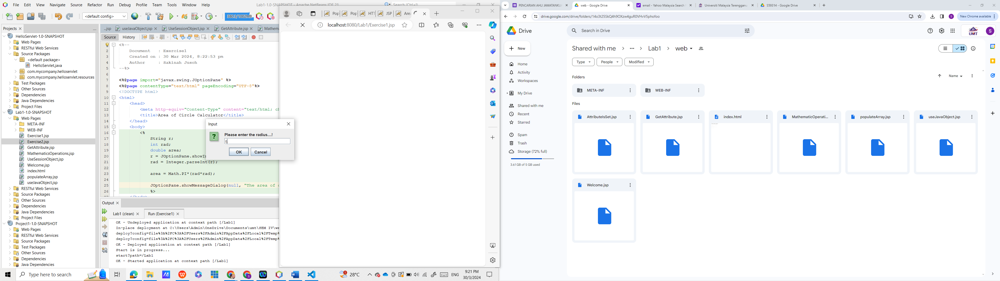 File Edit View Navigate Source Refactor Run Debug Profile Team Tools Window Help
Lab1-1.0-SNAPSHOT - Apache NetBeans IDE 21
Search (Ctrl+I)
<default config>
380.3/1002MB
Projects
HelloServlet-1.0-SNAPSHOT
Web Pages
RESTful Web Services
Source Packages
<default package>
HelloServlet.java
com.mycompany.helloservlet
com.mycompany.helloservlet.resources
Test Packages
Other Sources
Dependencies
Java Dependencies
Project Files
Lab1-1.0-SNAPSHOT
Web Pages
META-INF
WEB-INF
Exercise1.jsp
Exercise2.jsp
GetAttribute.jsp
MathematicsOperations.jsp
UseSessionObject.jsp
Welcome.jsp
index.html
populateArray.jsp
useJavaObject.jsp
RESTful Web Services
Source Packages
Other Sources
Dependencies
Java Dependencies
Project Files
Project1-1.0-SNAPSHOT
Web Pages
RESTful Web Services
Source Packages
Test Packages
Other Sources
Dependencies
Java Dependencies
...jsp useJavaObject.jsp UseSessionObject.jsp GetAttribute.jsp Mathema
Source History
<%--
2 Document : Exercise1
3 Created on : 30 Mar 2024, 8:22:53 pm
4 Author : Sakinah Jusoh
5 --%>
6
7 <%@page import="javax.swing.JOptionPane" %>
8 <%@page contentType="text/html" pageEncoding="UTF-8"%>
9 <!DOCTYPE html>
10 <html>
11 <head>
12 <meta http-equiv="Content-Type" content="text/html; ch
13 <title>Area of Circle Calculator</title>
14 </head>
15 <body>
16 <%
17 String r;
18 int rad;
19 double area;
20 r = JOptionPane.showIn
21 rad = Integer.parseInt(r);
22
23 area = Math.PI*(rad*rad);
24
25 JOptionPane.showMessageDialog(null, "The area of c
26 %>
Input
Please enter the radius....!
5
OK Cancel
Output
Lab1 (clean) Run (Exercise1)
OK - Undeployed application at context path [/Lab1]
In-place deployment at C:\Users\Admin\OneDrive\Documents\umt\SEM IV\we
deploy?config=file%3A%2FC%3A%2FUsers%2FAdmin%2FAppData%2FLocal%2FTemp%
deploy?config=file%3A%2FC%3A%2FUsers%2FAdmin%2FAppData%2FLocal%2FTemp%
OK - Deployed application at context path [/Lab1]
Start is in progress...
start?path=/Lab1
OK - Started application at context path [/Lab1]
Pop Pop HTT JSP Are
localhost:8080/Lab1/Exercise1.jsp
PENCARIAN AHLI JAWATANKUA web - Google Drive email - Yahoo Malaysia Search Universiti Malaysia Terengganu S59314 - Google Drive
drive.google.com/drive/folders/14o3t25SkQ4h9OXzw4guR0VHvV5phofoo
New Chrome available
Drive
Search in Drive
UMT
S
New
Home
Activity
Workspaces
My Drive
Shared with me
Recent
Starred
Spam
Trash
Storage (72% full)
3.61 GB of 5 GB used
Shared with me > ... > Lab1 > web
Type People Modified
Folders
Name
META-INF WEB-INF
Files
AttributeIsSet.jsp GetAttribute.jsp index.html MathematicOperati... populateArray.jsp useJavaObject.jsp
Welcome.jsp
Type here to search
28°C
ENG
9:21 PM
30/3/2024